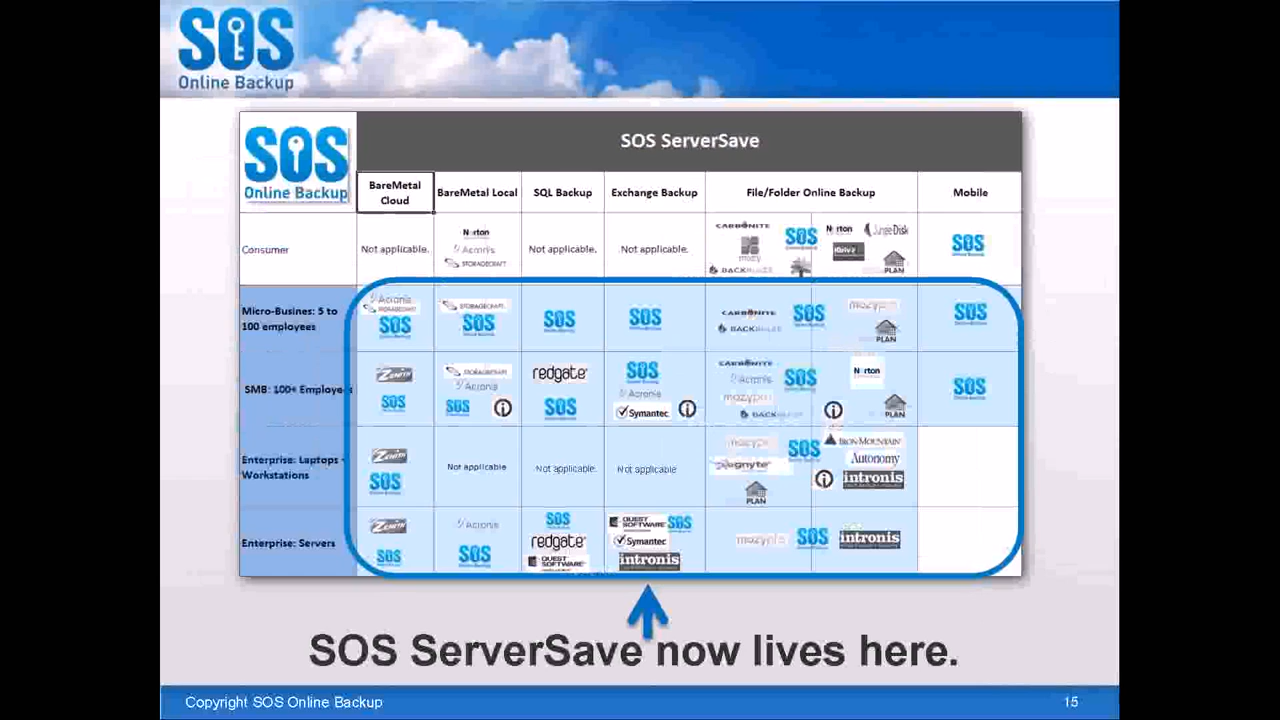 SOS
Online Backup
SOS
Online Backup
SOS ServerSave
BareMetal
Cloud
BareMetal Local
SQL Backup
Exchange Backup
File/Folder Online Backup
Mobile
Consumer
Not applicable.
Norton
Acronis
STORAGECRAFT
Not applicable.
Not applicable.
CARBONITE
mozy
BACKBLAZE
SOS
Norton
JungleDisk
PLAN
SOS
Micro-Busines: 5 to
100 employees
Acronis
STORAGECRAFT
SOS
STORAGECRAFT
SOS
SOS
SOS
CARBONITE
BACKBLAZE
SOS
mozypro
PLAN
SOS
SMB: 100+ Employe
ZENITH
SOS
STORAGECRAFT
Acronis
SOS
redgate
SOS
SOS
Acronis
Symantec
CARBONITE
Acronis
mozypro
BACKBLAZE
SOS
Norton
PLAN
SOS
Enterprise: Laptops +
Workstations
ZENITH
SOS
Not applicable
Not applicable.
Not applicable
mozypro
egnyte
PLAN
SOS
IRON MOUNTAIN
Autonomy
intronis
Enterprise: Servers
ZENITH
SOS
Acronis
SOS
SOS
redgate
QUEST SOFTWARE
QUEST SOFTWARE
SOS
Symantec
intronis
mozypro
SOS
intronis
SOS ServerSave now lives here.
Copyright SOS Online Backup
15